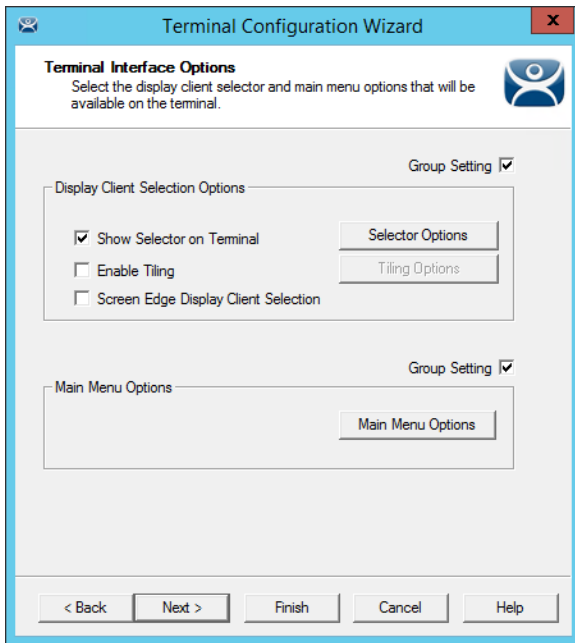 Terminal Configuration Wizard
x
Terminal Interface Options
Select the display client selector and main menu options that will be
available on the terminal.
Group Setting
Display Client Selection Options
Show Selector on Terminal
Selector Options
Enable Tiling
Tiling Options
Screen Edge Display Client Selection
Group Setting
Main Menu Options
Main Menu Options
< Back
Next >
Finish
Cancel
Help